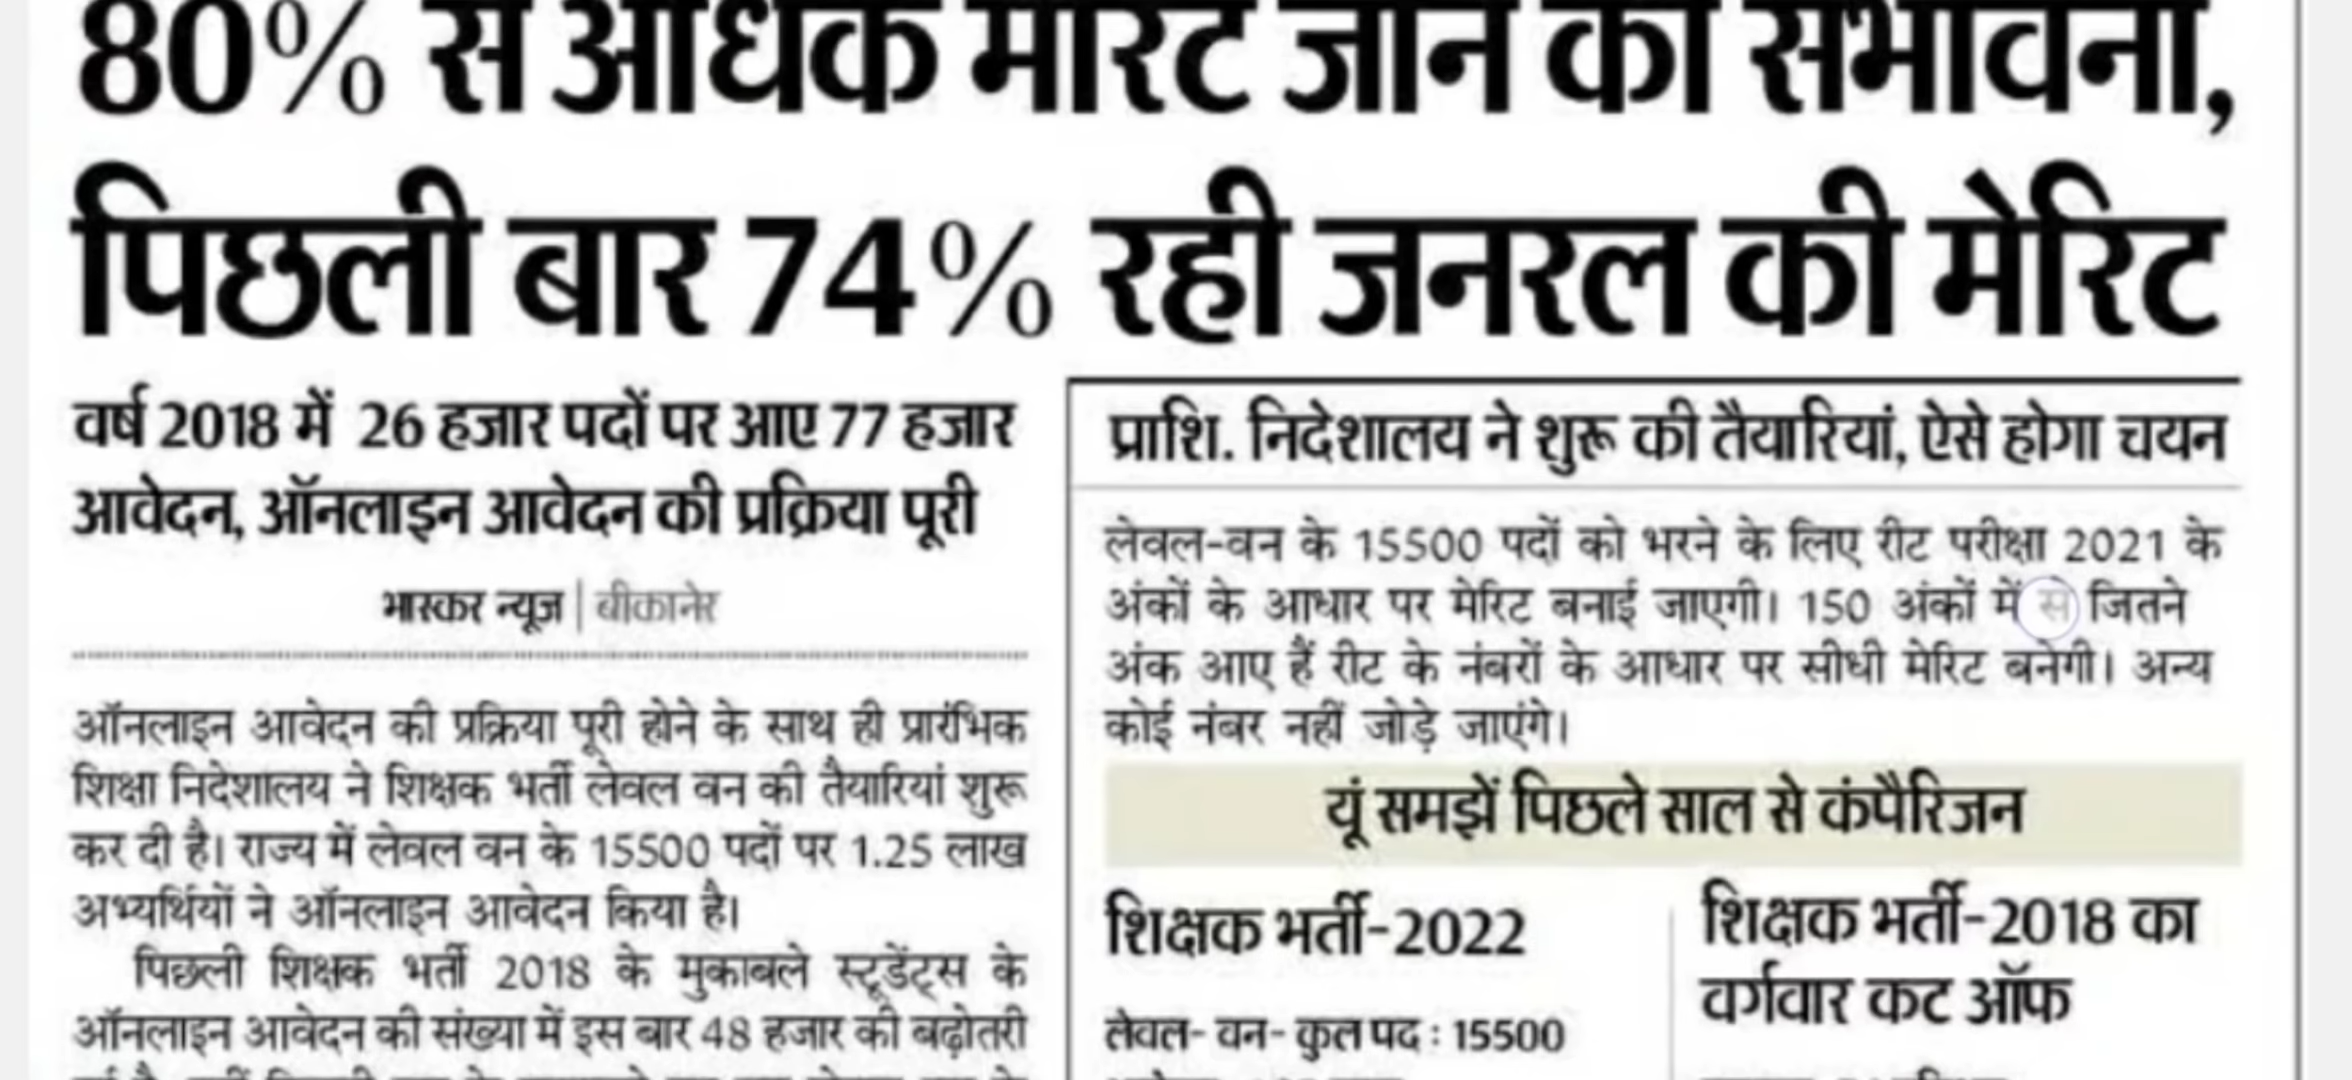 80% से अधिक मेरिट जाने की संभावना,
पिछली बार 74% रही जनरल की मेरिट
वर्ष 2018 में 26 हजार पदों पर आए 77 हजार
आवेदन, ऑनलाइन आवेदन की प्रक्रिया पूरी
भास्कर न्यूज | बीकानेर
ऑनलाइन आवेदन की प्रक्रिया पूरी होने के साथ ही प्रारंभिक
शिक्षा निदेशालय ने शिक्षक भर्ती लेवल वन की तैयारियां शुरू
कर दी है। राज्य में लेवल वन के 15500 पदों पर 1.25 लाख
अभ्यर्थियों ने ऑनलाइन आवेदन किया है।
पिछली शिक्षक भर्ती 2018 के मुकाबले स्टूडेंट्स के
ऑनलाइन आवेदन की संख्या में इस बार 48 हजार की बढ़ोतरी
प्राशि. निदेशालय ने शुरू की तैयारियां, ऐसे होगा चयन
लेवल-वन के 15500 पदों को भरने के लिए रीट परीक्षा 2021 के
अंकों के आधार पर मेरिट बनाई जाएगी। 150 अंकों में से जितने
अंक आए हैं रीट के नंबरों के आधार पर सीधी मेरिट बनेगी। अन्य
कोई नंबर नहीं जोड़े जाएंगे।
यूं समझें पिछले साल से कंपैरिजन
शिक्षक भर्ती-2022
लेवल- वन- कुल पद : 15500
शिक्षक भर्ती-2018 का
वर्गवार कट ऑफ